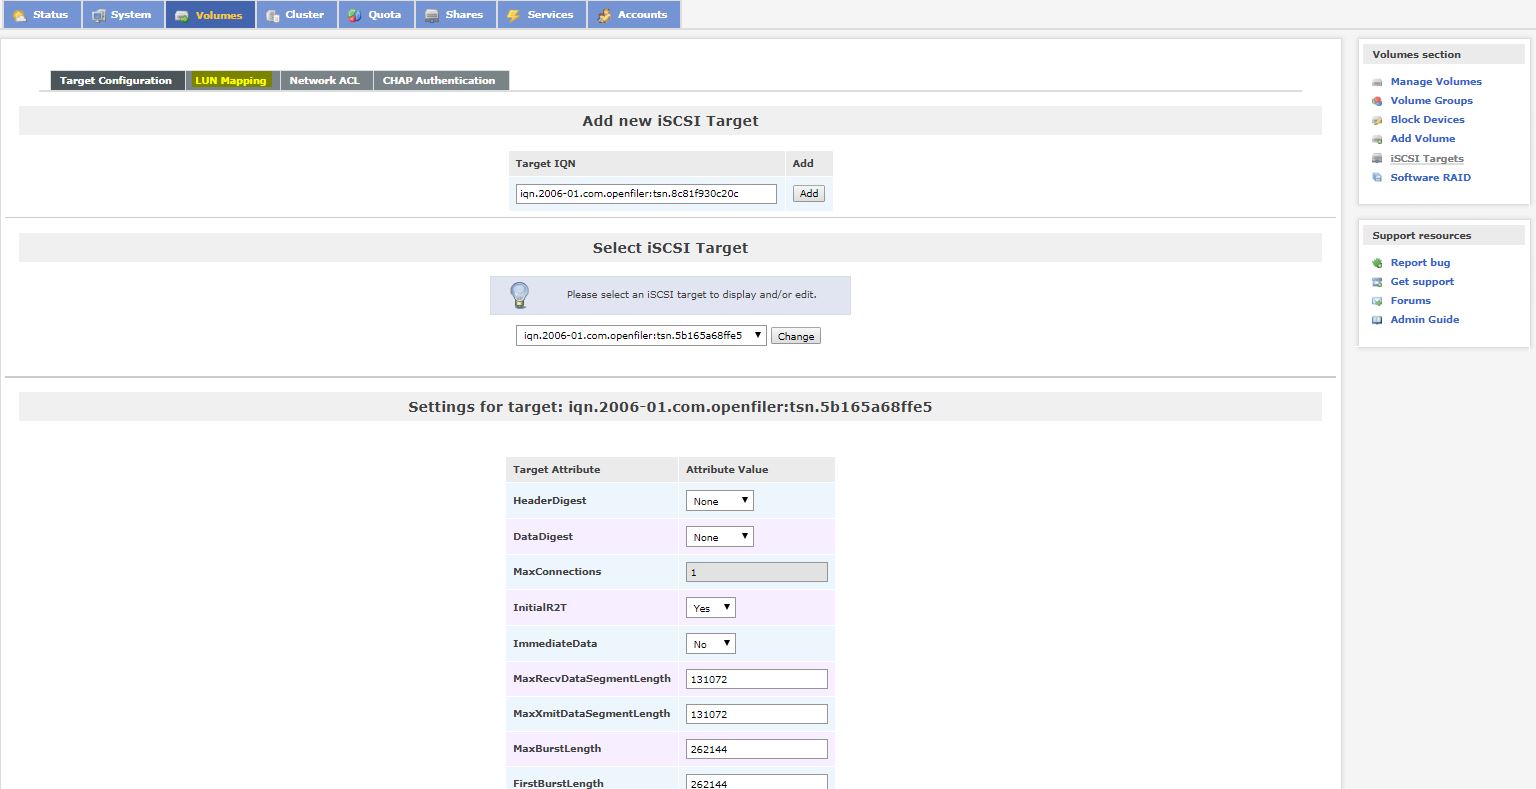 Status System Volumes Cluster Quota Shares Services Accounts
Target Configuration LUN Mapping Network ACL CHAP Authentication
Add new iSCSI Target
Target IQN Add
iqn.2006-01.com.openfiler:tsn.8c81f930c20c Add
Select iSCSI Target
Please select an iSCSI target to display and/or edit.
iqn.2006-01.com.openfiler:tsn.5b165a68ffe5 Change
Settings for target: iqn.2006-01.com.openfiler:tsn.5b165a68ffe5
Target Attribute Attribute Value
HeaderDigest None
DataDigest None
MaxConnections 1
InitialR2T Yes
ImmediateData No
MaxRecvDataSegmentLength 131072
MaxXmitDataSegmentLength 131072
MaxBurstLength 262144
FirstBurstLength 262144
Volumes section
Manage Volumes
Volume Groups
Block Devices
Add Volume
iSCSI Targets
Software RAID
Support resources
Report bug
Get support
Forums
Admin Guide